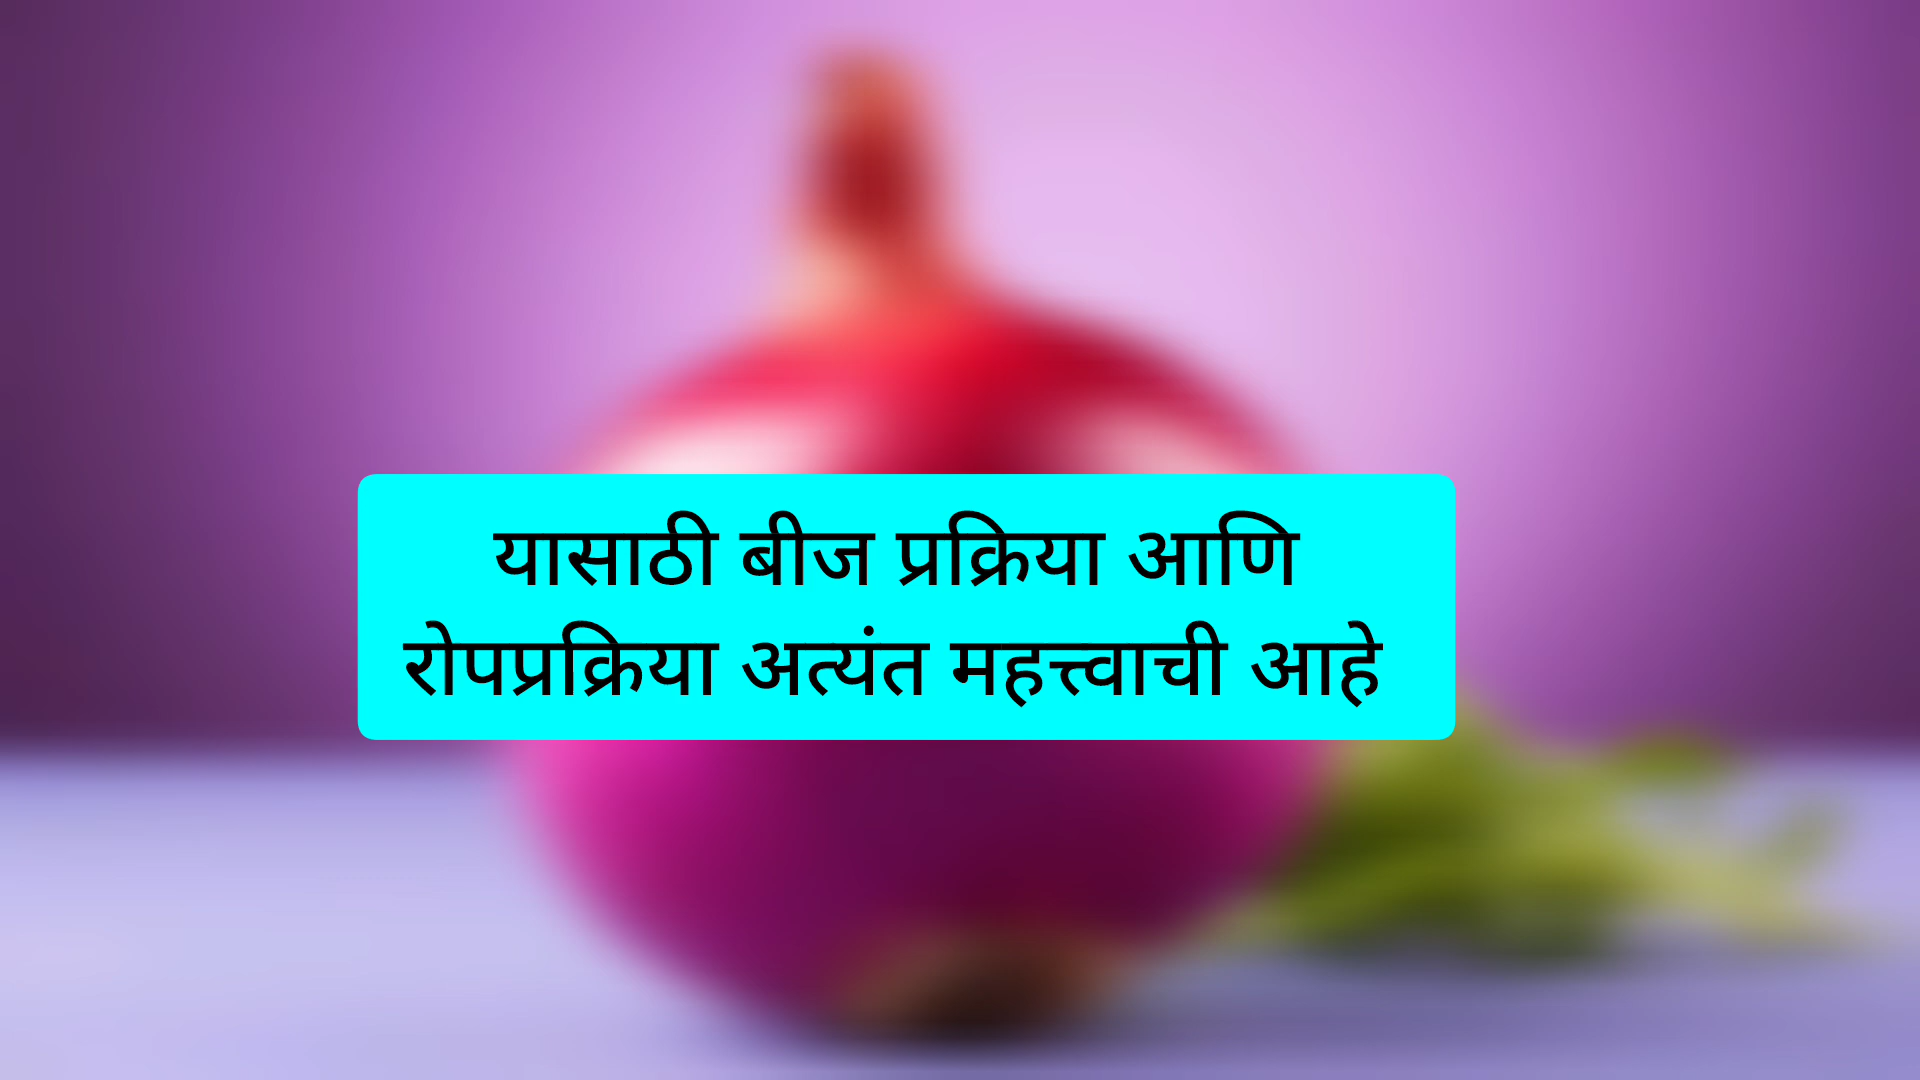 यासाठी बीज प्रक्रिया आणि
रोपप्रक्रिया अत्यंत महत्त्वाची आहे